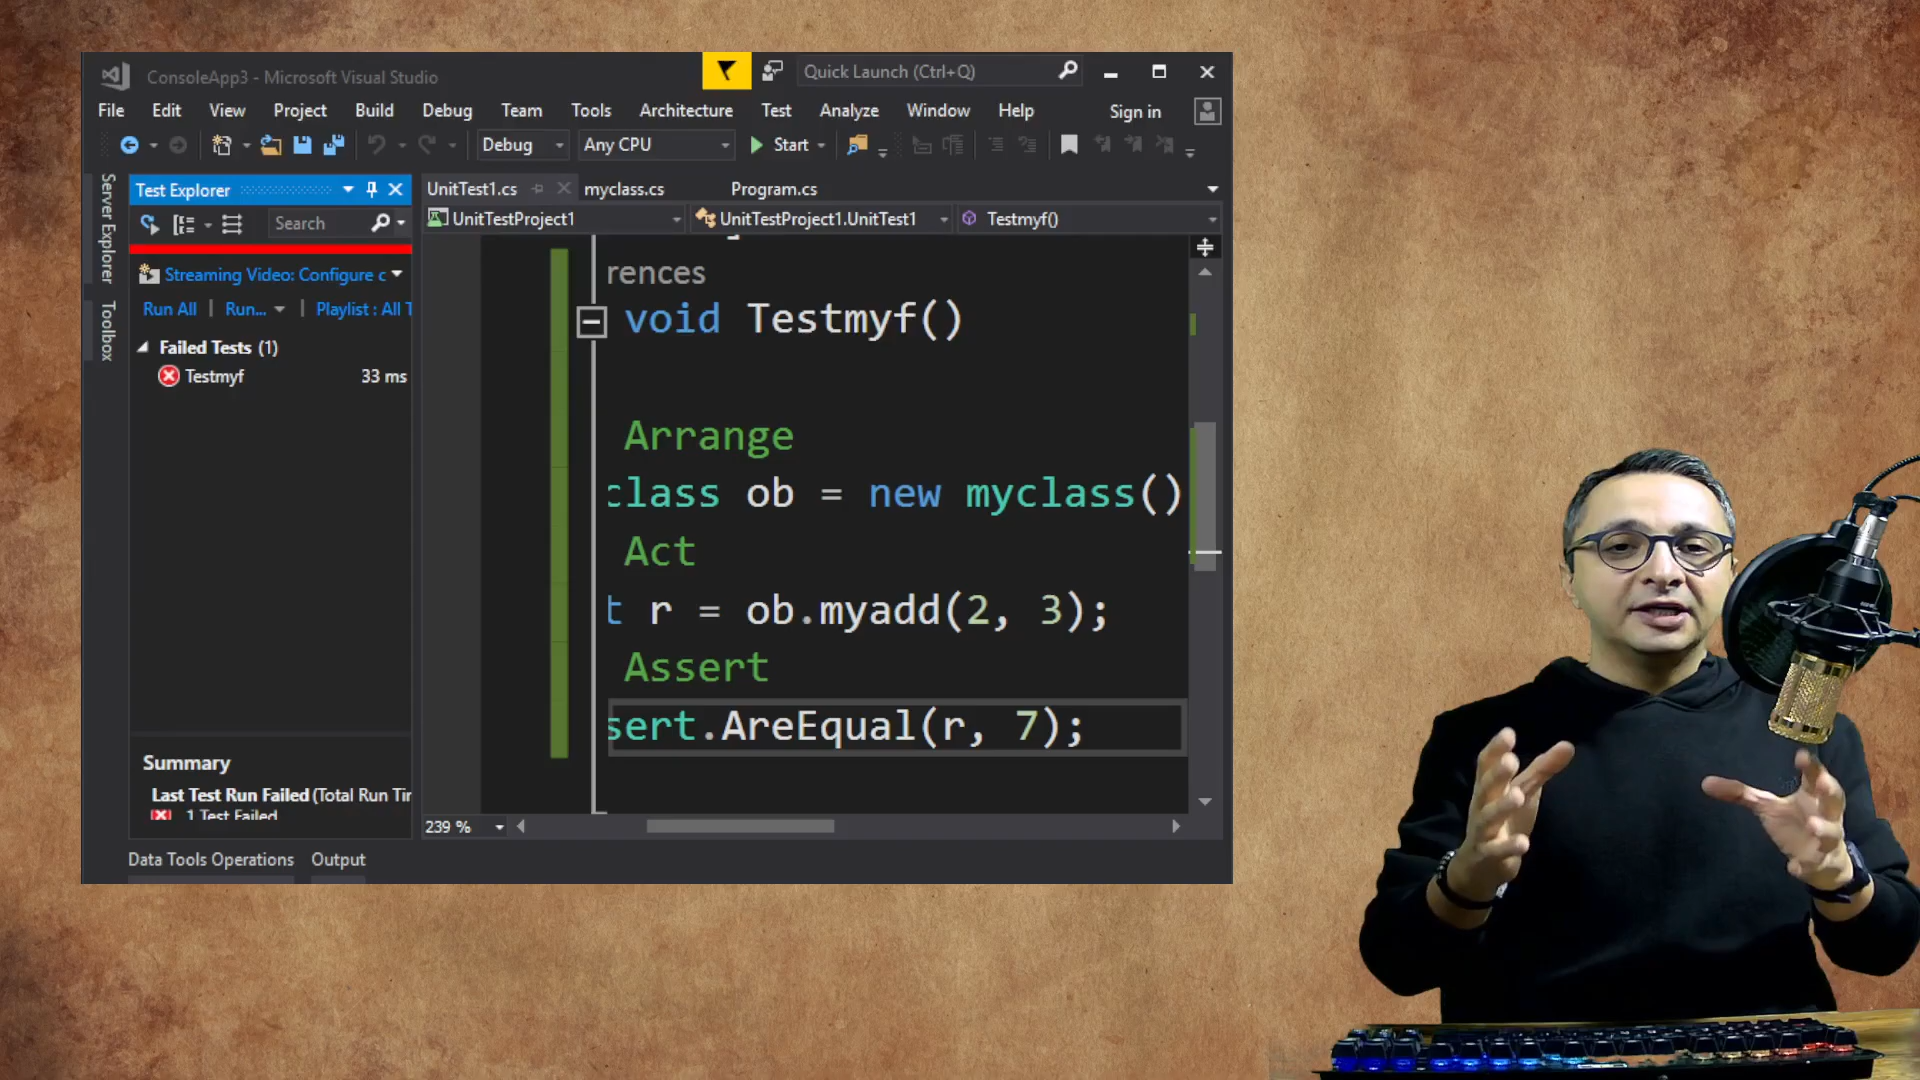 ConsoleApp3 - Microsoft Visual Studio
Quick Launch (Ctrl+Q)
File Edit View Project Build Debug Team Tools Architecture Test Analyze Window Help Sign in
Debug Any CPU Start
Server Explorer
Toolbox
Test Explorer
Search
Streaming Video: Configure c
Run All | Run... | Playlist : All T
Failed Tests (1)
Testmyf 33 ms
Summary
Last Test Run Failed (Total Run Tir
1 Test Failed
UnitTest1.cs myclass.cs Program.cs
UnitTestProject1 UnitTestProject1.UnitTest1 Testmyf()
rences
void Testmyf()
Arrange
class ob = new myclass()
Act
t r = ob.myadd(2, 3);
Assert
sert.AreEqual(r, 7);
239 %
Data Tools Operations Output